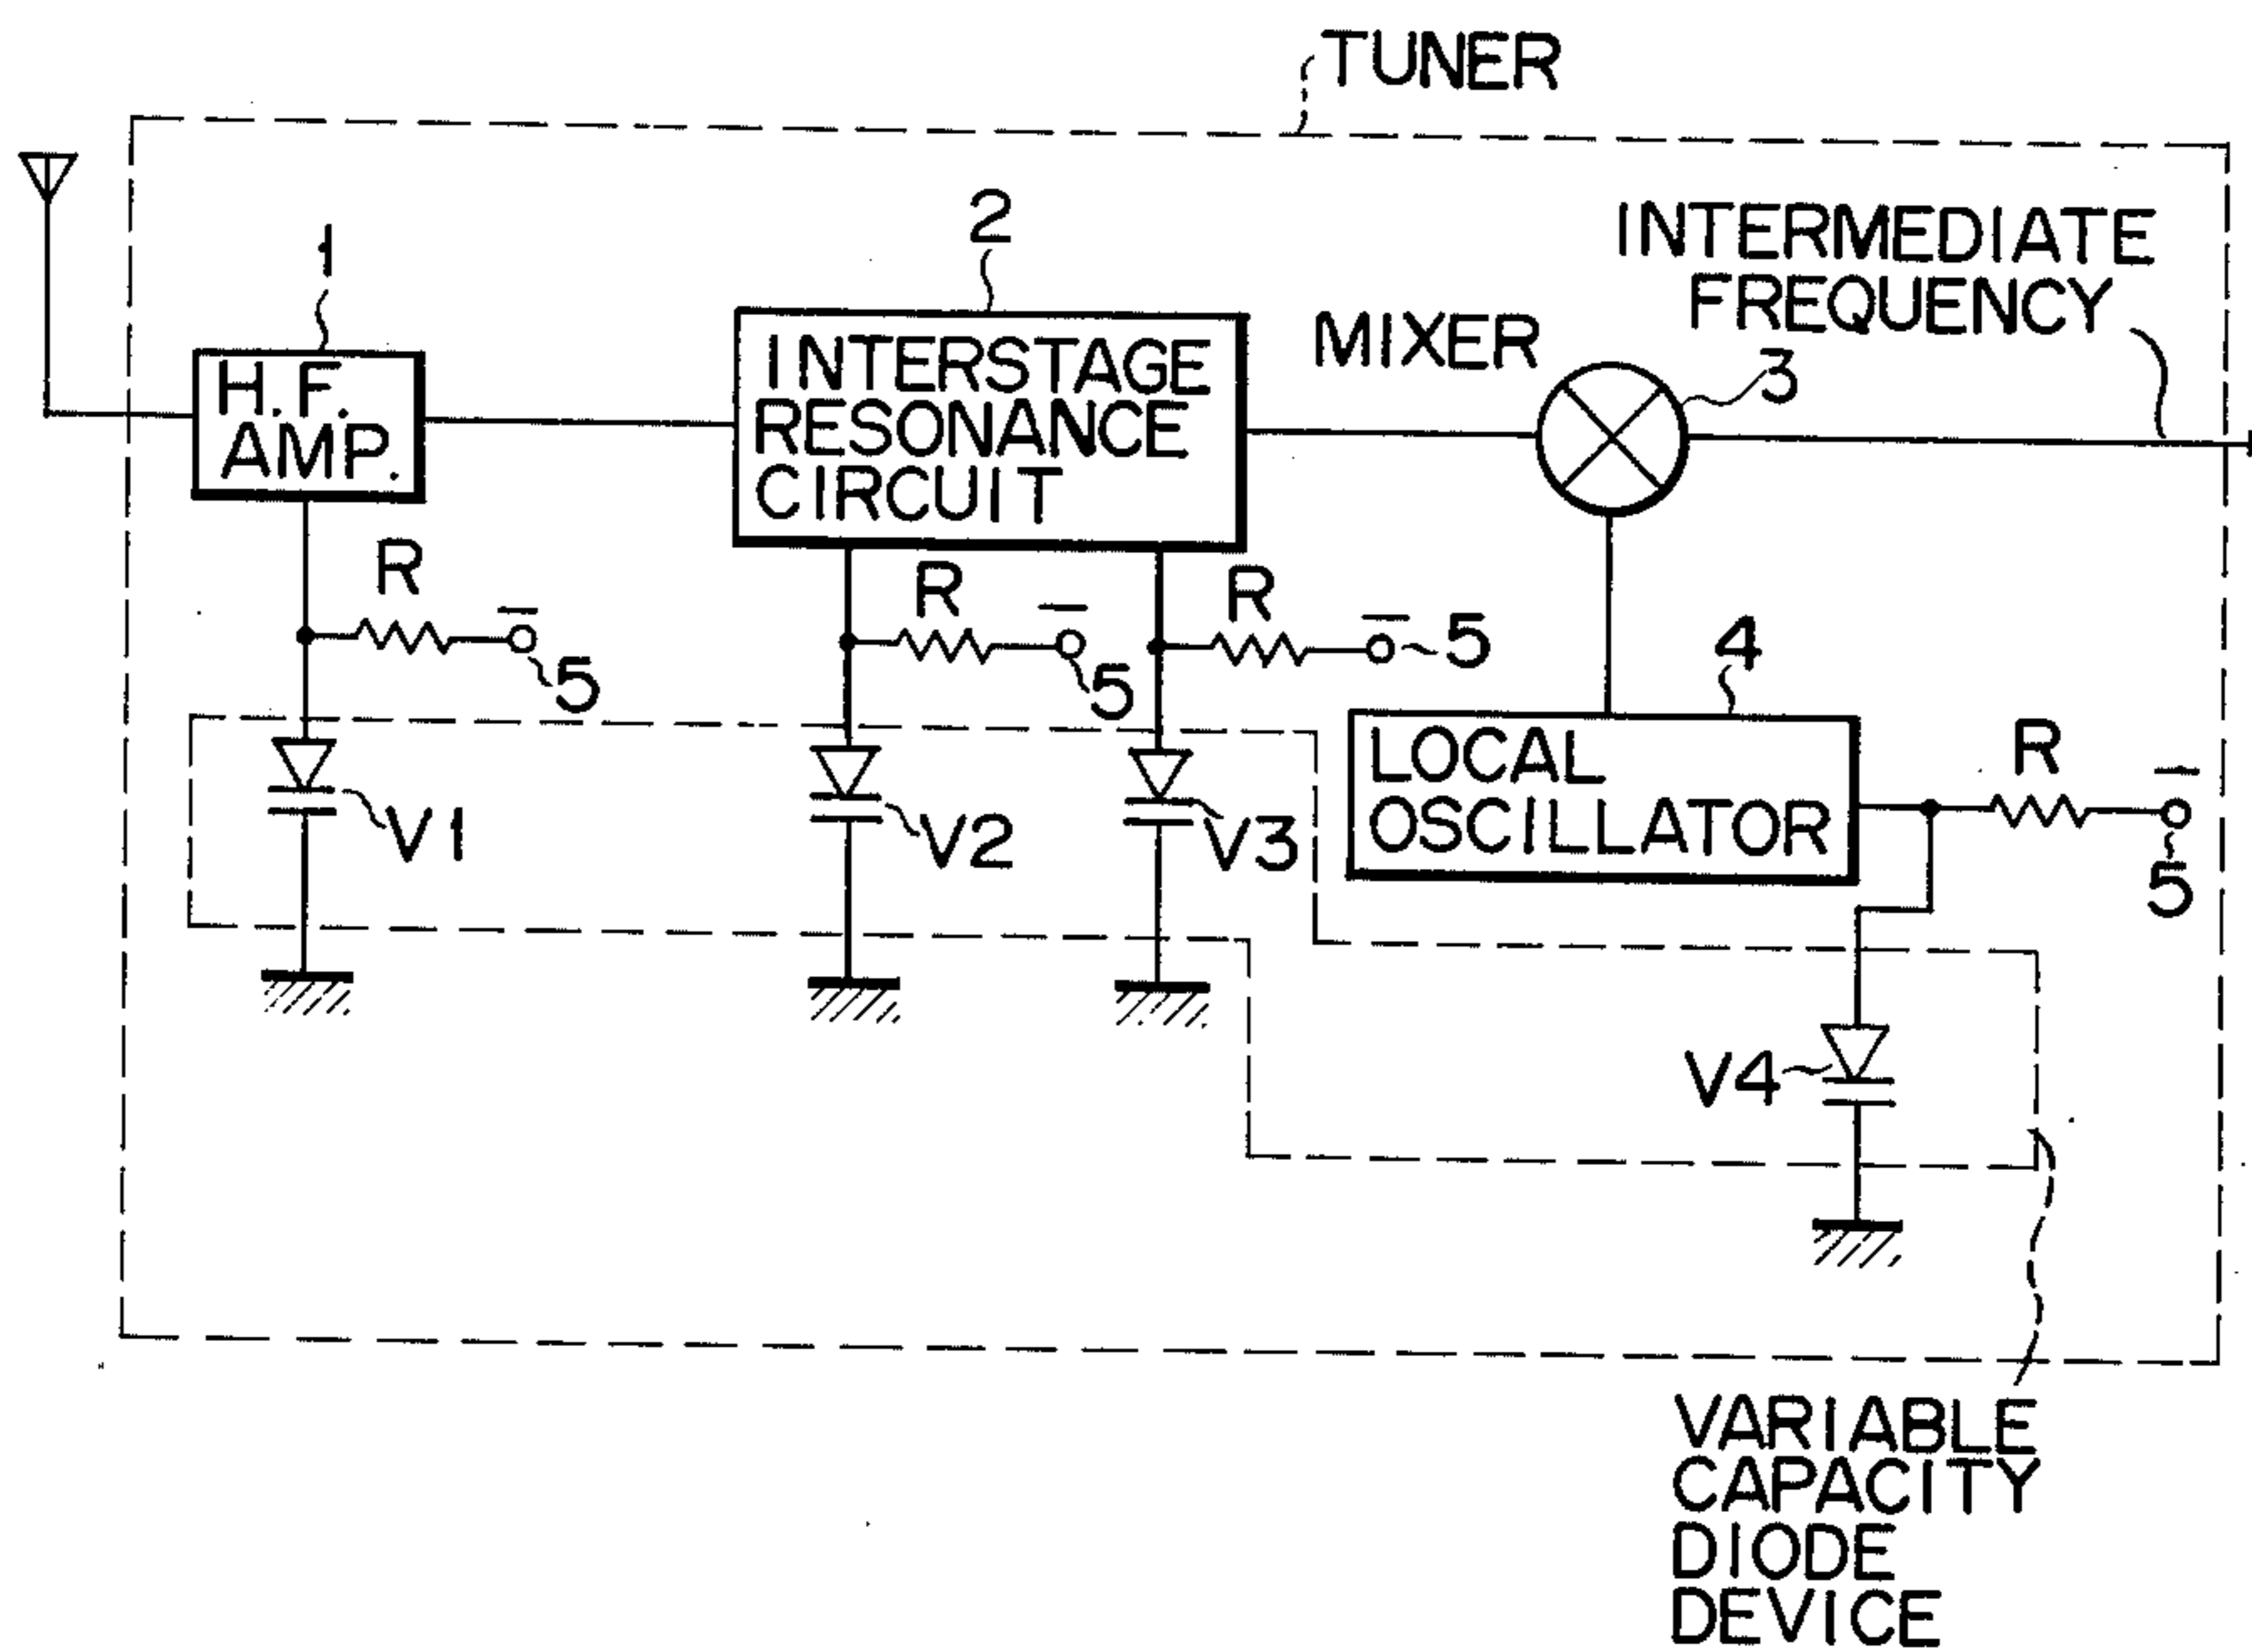 TUNER
1
2
INTERMEDIATE
FREQUENCY
MIXER
3
H.F.
AMP.
INTERSTAGE
RESONANCE
CIRCUIT
R
5
R
5
R
5
4
LOCAL
OSCILLATOR
R
5
V1
V2
V3
V4
VARIABLE
CAPACITY
DIODE
DEVICE